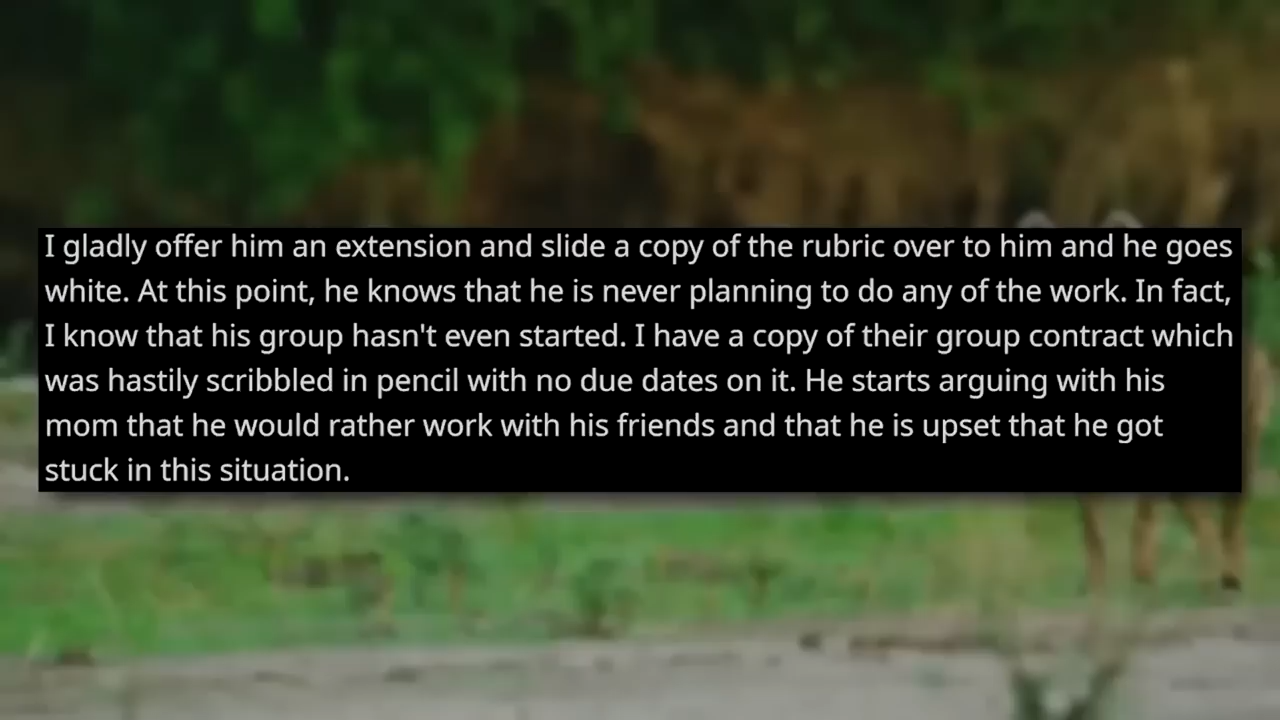 I gladly offer him an extension and slide a copy of the rubric over to him and he goes
white. At this point, he knows that he is never planning to do any of the work. In fact,
I know that his group hasn't even started. I have a copy of their group contract which
was hastily scribbled in pencil with no due dates on it. He starts arguing with his
mom that he would rather work with his friends and that he is upset that he got
stuck in this situation.